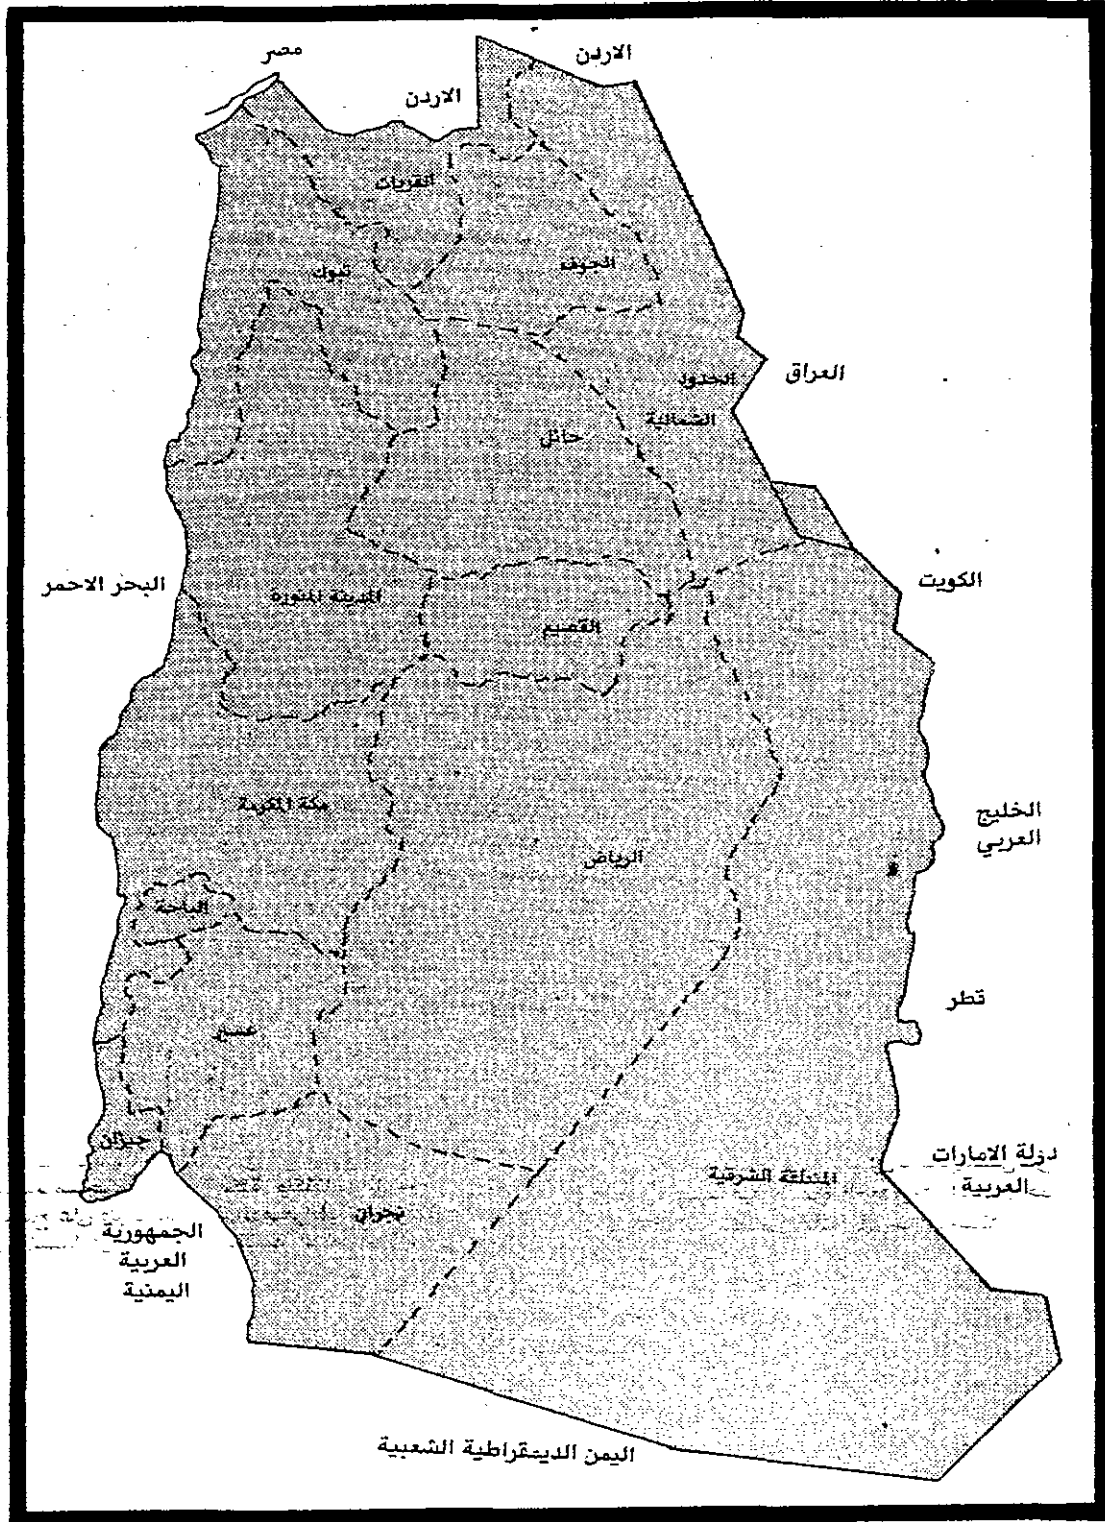 مصر
الاردن
الاردن
القريات
تبوك
الجوف
العراق
الحدود
الشمالية
حائل
الكويت
البحر الاحمر
المدينة المنورة
القصيم
مكة المكرمة
الخليج
العربي
الرياض
الباحة
قطر
عسير
جيزان
دولة الامارات
العربية
المنطقة الشرقية
نجران
الجمهورية
العربية
اليمنية
اليمن الديمقراطية الشعبية